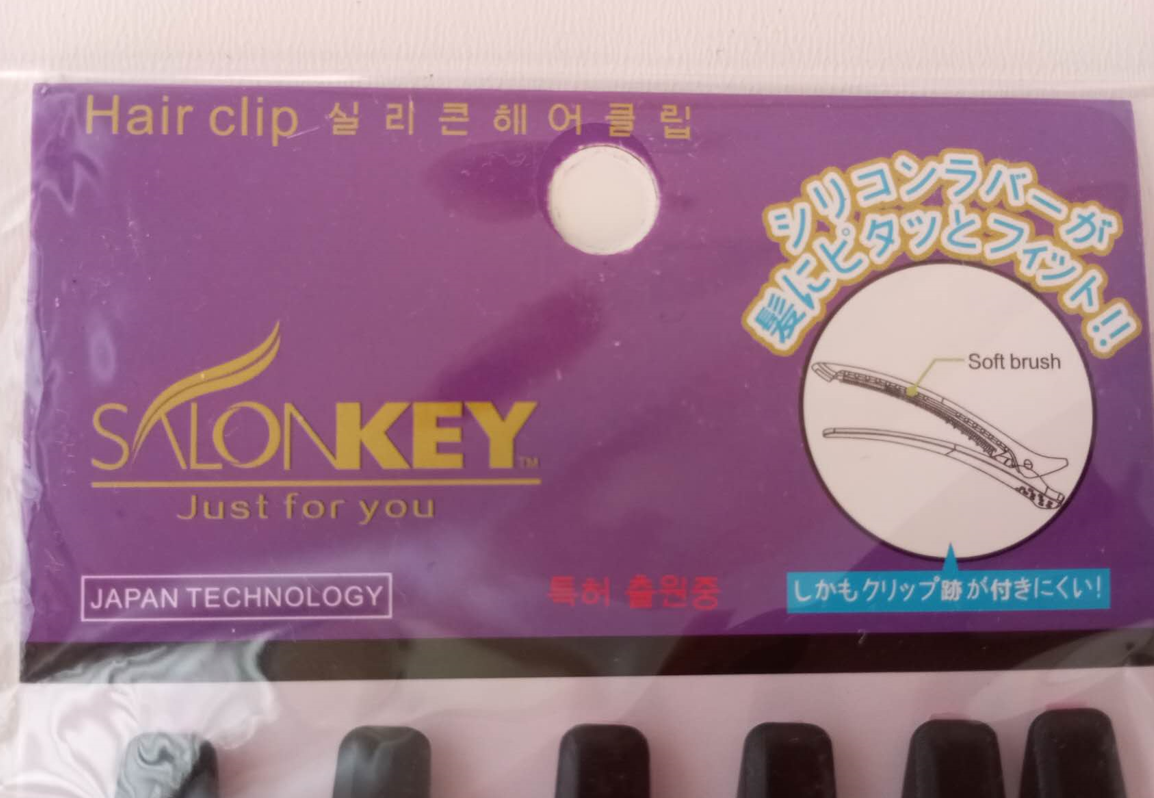 Hair clip 실리콘헤어클립
シリコンラバーが
髪にピタッとフィット!!
Soft brush
SALONKEY™
Just for you
JAPAN TECHNOLOGY
특허 출원중
しかもクリップ跡が付きにくい!